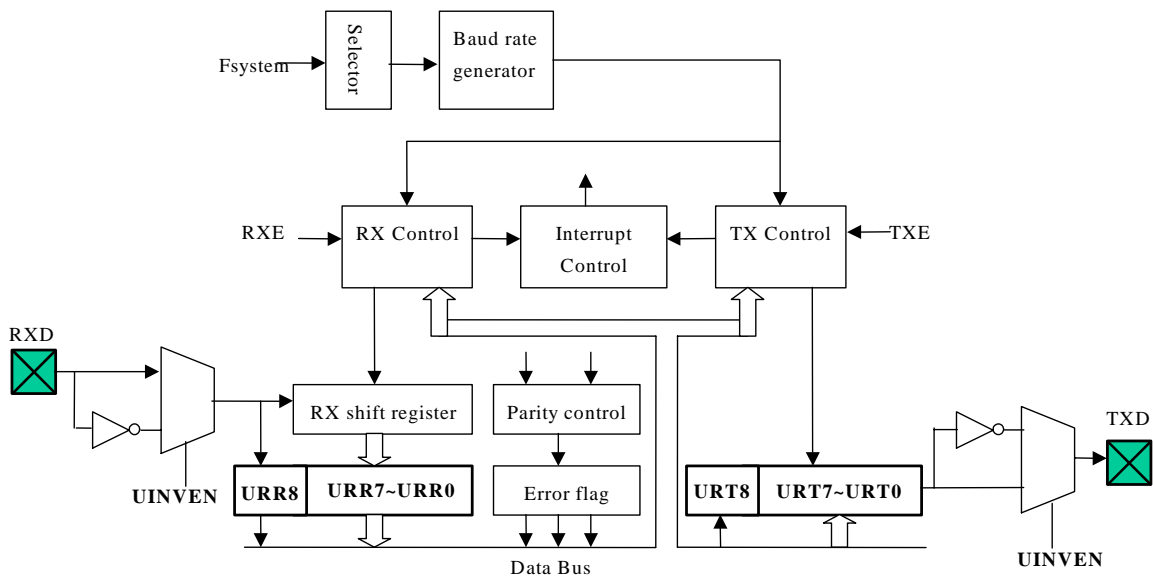 Fsystem
Selector
Baud rate
generator
RXE
RX Control
Interrupt
Control
TX Control
TXE
RXD
RX shift register
Parity control
TXD
UINVEN
URR8
URR7~URR0
Error flag
URT8
URT7~URT0
UINVEN
Data Bus